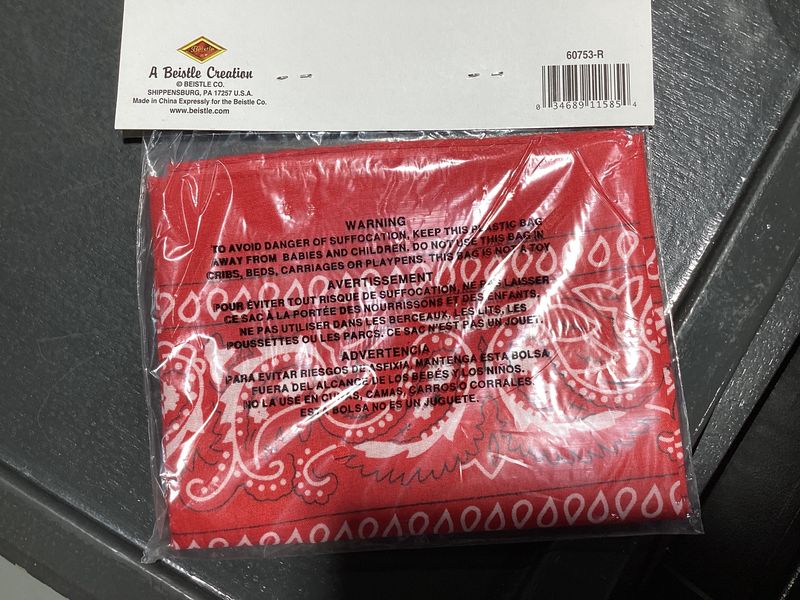 Beistle
A Beistle Creation
© BEISTLE CO.
SHIPPENSBURG, PA 17257 U.S.A.
Made in China Expressly for the Beistle Co.
www.beistle.com
60753-R
0 34689 11585 4
WARNING
TO AVOID DANGER OF SUFFOCATION, KEEP THIS PLASTIC BAG
AWAY FROM BABIES AND CHILDREN. DO NOT USE THIS BAG IN
CRIBS, BEDS, CARRIAGES OR PLAYPENS. THIS BAG IS NOT A TOY
AVERTISSEMENT
POUR ÉVITER TOUT RISQUE DE SUFFOCATION, NE PAS LAISSER
CE SAC À LA PORTÉE DES NOURRISSONS ET DES ENFANTS,
NE PAS UTILISER DANS LES BERCEAUX, LES LITS, LES
POUSSETTES OU LES PARCS. CE SAC N'EST PAS UN JOUET.
ADVERTENCIA
PARA EVITAR RIESGOS DE ASFIXIA, MANTENGA ESTA BOLSA
FUERA DEL ALCANCE DE LOS BÉBÉS Y LOS NIÑOS.
NO LA USE EN CUNAS, CAMAS, CARROS O CORRALES.
ESTA BOLSA NO ES UN JUGUETE.